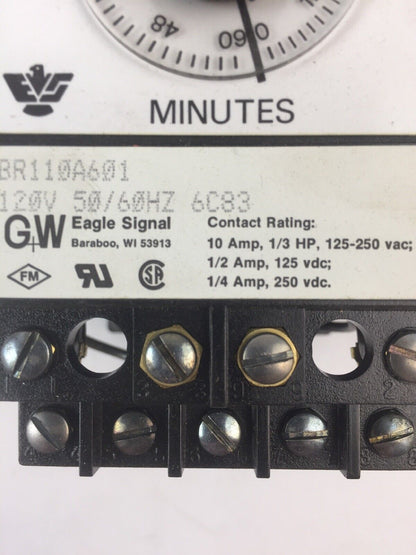 48
0
60
MINUTES
BR110A601
120V 50/60HZ 6C83
G+W Eagle Signal
Baraboo, WI 53913
FM
SA
Contact Rating:
10 Amp, 1/3 HP, 125-250 vac;
1/2 Amp, 125 vdc;
1/4 Amp, 250 vdc.